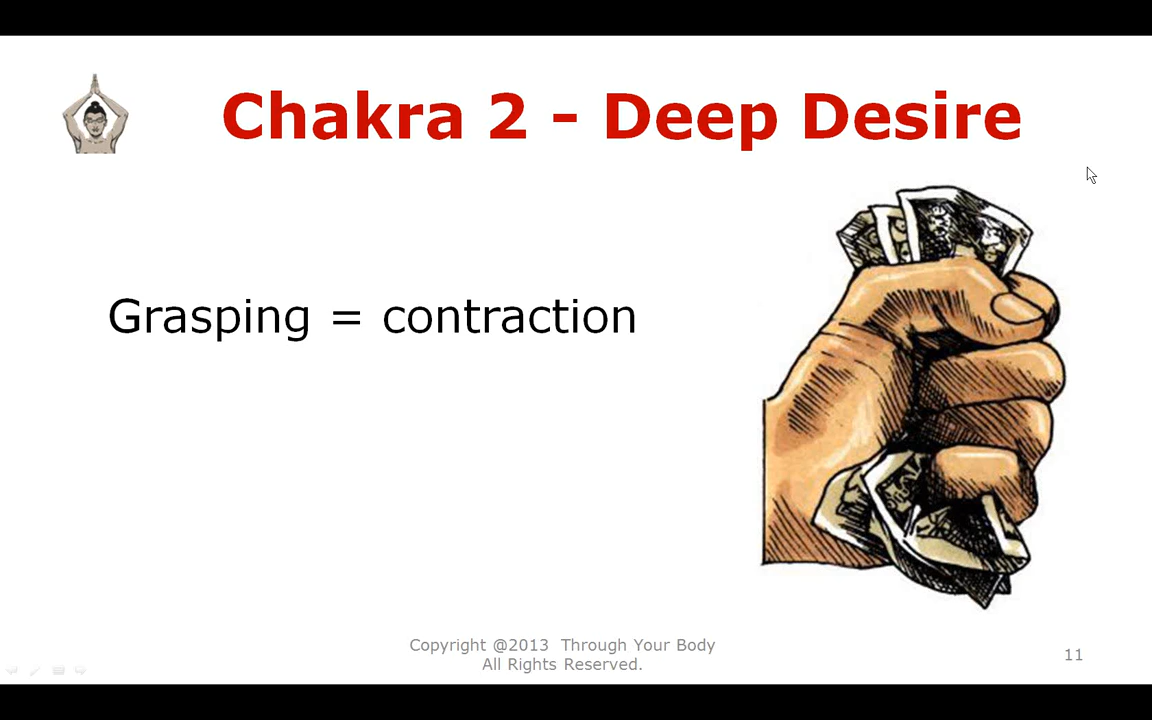 Chakra 2 - Deep Desire
Grasping = contraction
Copyright @2013  Through Your Body
All Rights Reserved.
11